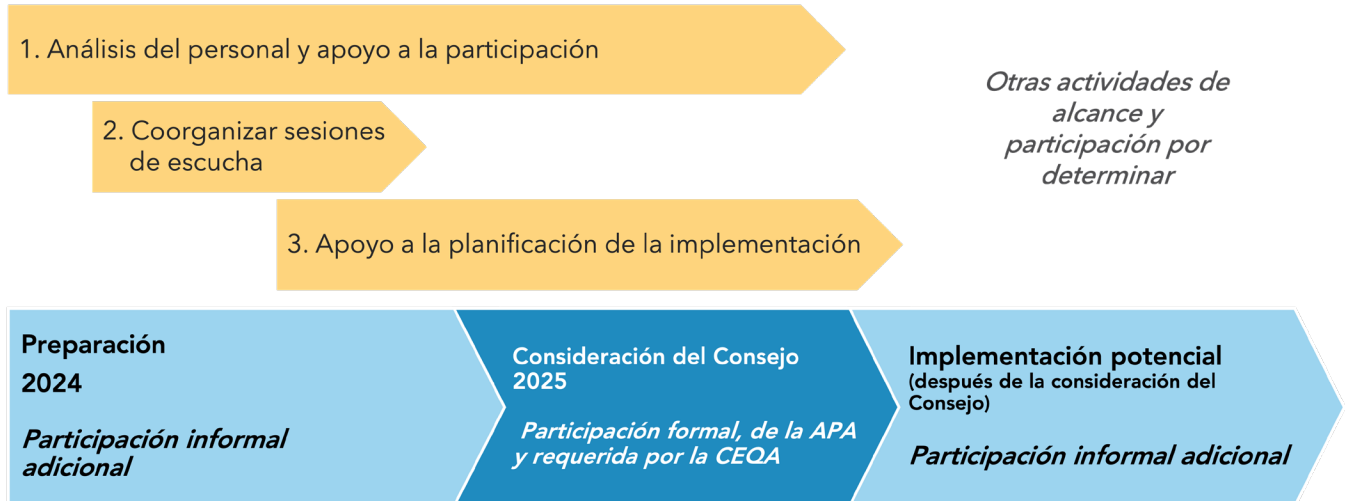 1. Análisis del personal y apoyo a la participación
2. Coorganizar sesiones
de escucha
3. Apoyo a la planificación de la implementación
Otras actividades de
alcance y
participación por
determinar
Preparación
2024
Participación informal
adicional
Consideración del Consejo
2025
Participación formal, de la APA
y requerida por la CEQA
Implementación potencial
(después de la consideración del
Consejo)
Participación informal adicional